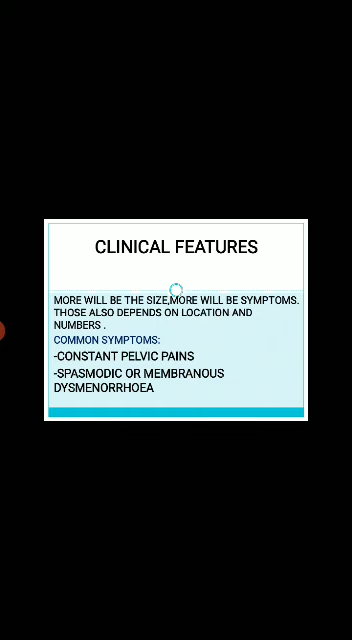 CLINICAL FEATURES
MORE WILL BE THE SIZE,MORE WILL BE SYMPTOMS.
THOSE ALSO DEPENDS ON LOCATION AND
NUMBERS .
COMMON SYMPTOMS:
-CONSTANT PELVIC PAINS
-SPASMODIC OR MEMBRANOUS
DYSMENORRHOEA